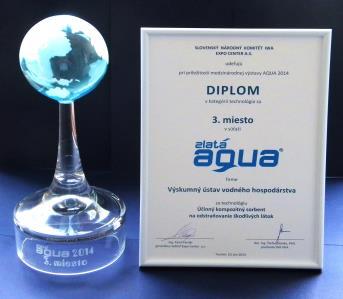 SLOVENSKÝ NÁRODNÝ KOMITÉT IWA
EXPO CENTER A.S.
udeľujú
pri príležitosti medzinárodnej výstavy AQUA 2014
DIPLOM
v kategórii technológia za
3. miesto
v súťaži
zlatá
aqua
firme
Výskumný ústav vodného hospodárstva
za technológiu
Účinný kompozitný sorbent
na odstraňovanie škodlivých látok
aqua 2014
3. miesto